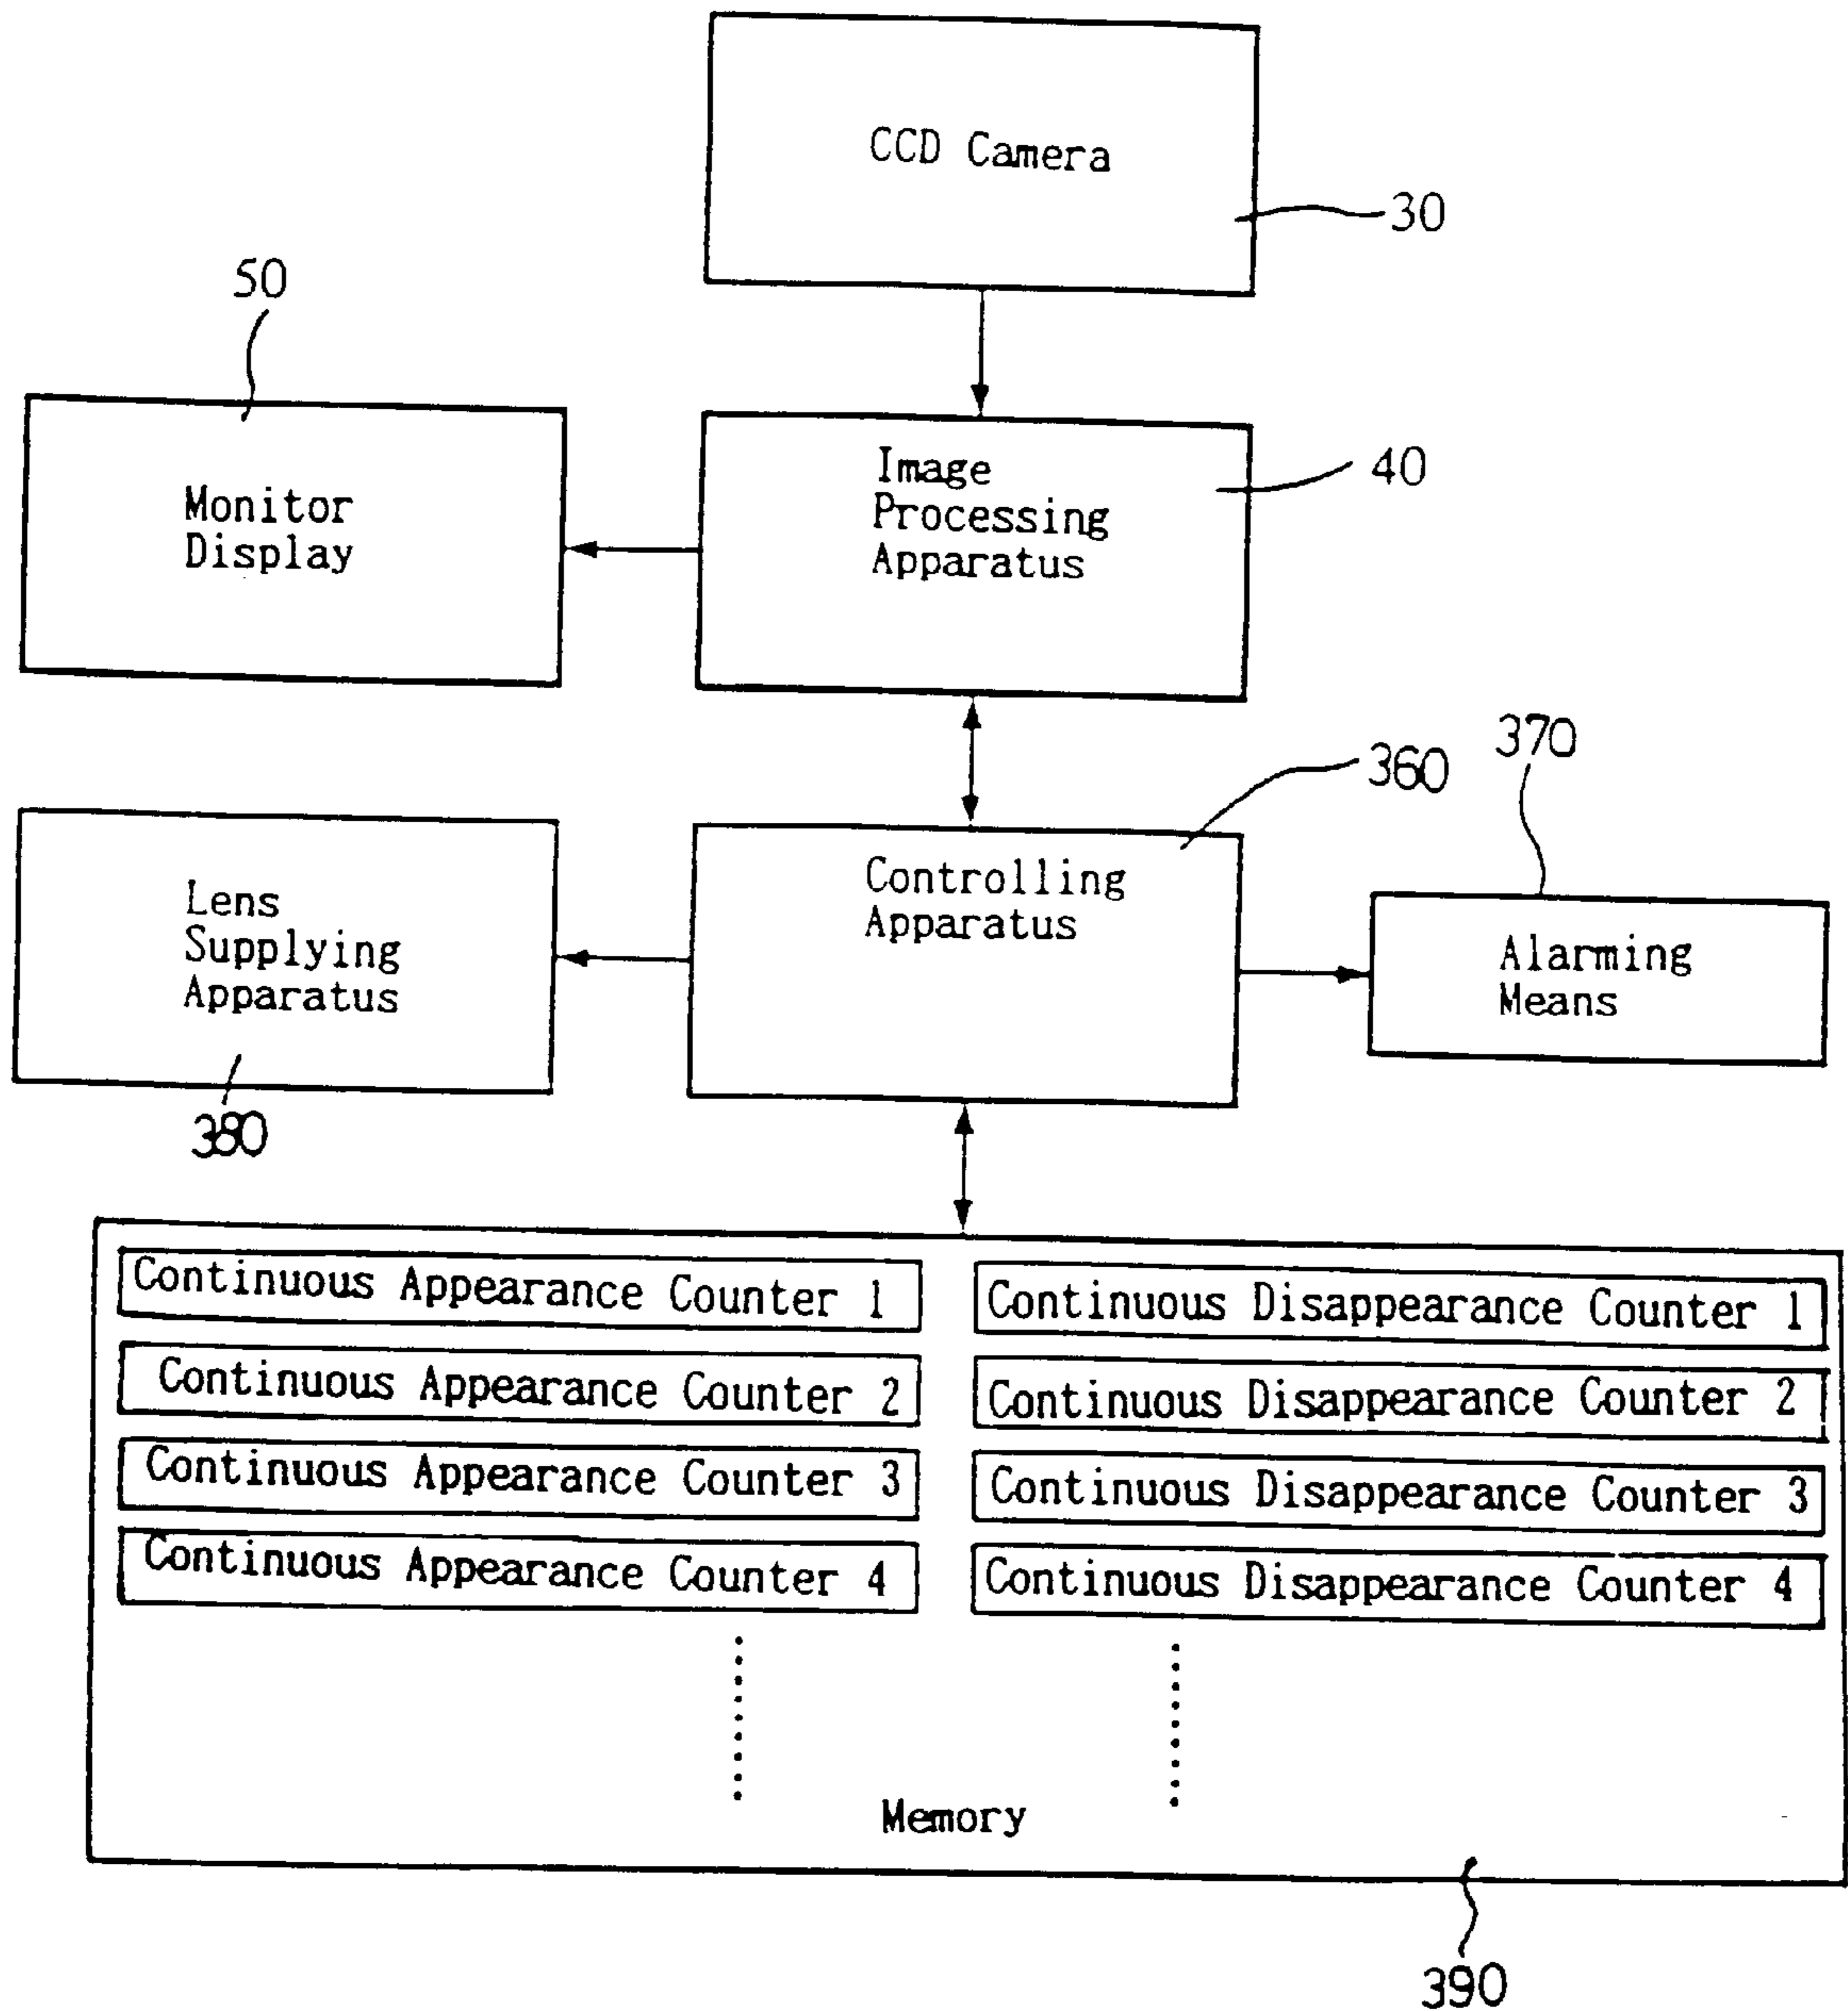 CCD Camera
30
50
Monitor
Display
Image
Processing
Apparatus
40
360
370
Lens
Supplying
Apparatus
380
Controlling
Apparatus
Alarming
Means
Continuous Appearance Counter 1
Continuous Disappearance Counter 1
Continuous Appearance Counter 2
Continuous Disappearance Counter 2
Continuous Appearance Counter 3
Continuous Disappearance Counter 3
Continuous Appearance Counter 4
Continuous Disappearance Counter 4
Memory
390